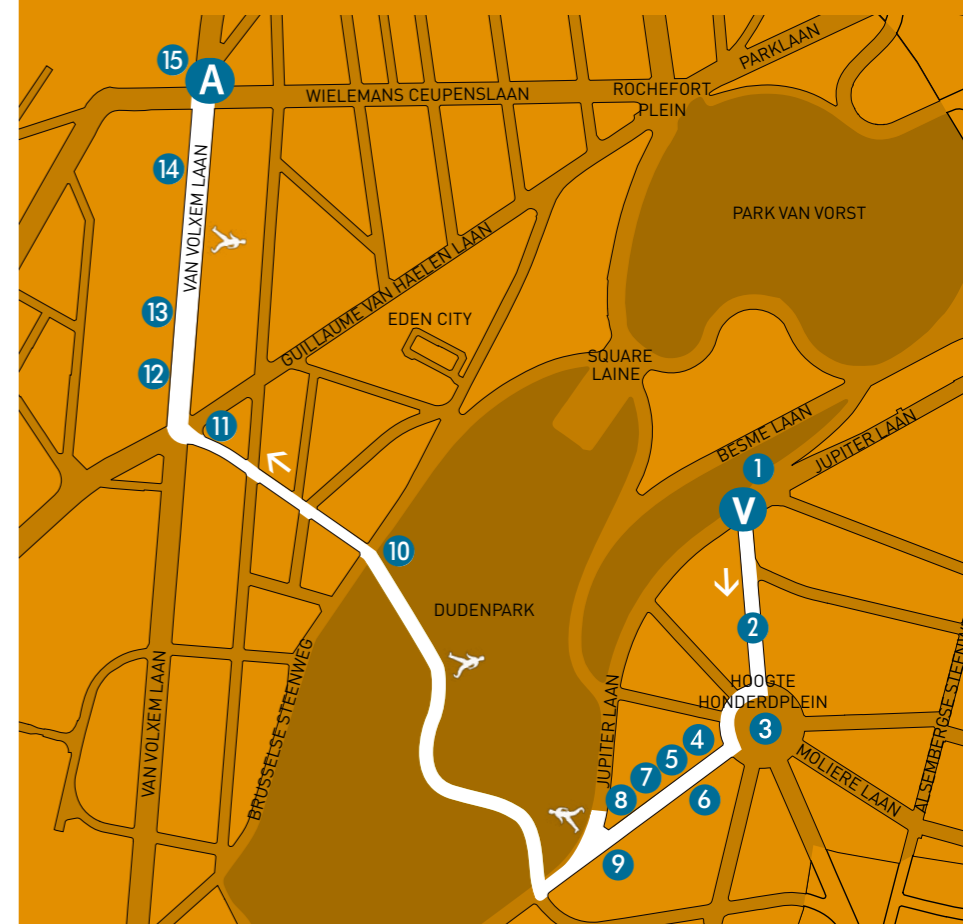 15
A
WIELEMANS CEUPENSLAAN
ROCHEFORT
PLEIN
PARKLAAN
14
VAN VOLXEM LAAN
PARK VAN VORST
GUILLAUME VAN HAELEN LAAN
13
EDEN CITY
12
SQUARE
LAINE
11
BESME LAAN
JUPITER LAAN
1
V
10
DUDENPARK
2
HOOGTE
HONDERDPLEIN
3
VAN VOLXEM LAAN
BRUSSELSE STEENWEG
JUPITER LAAN
4
5
7
8
6
9
MOLIERE LAAN
ALSEMBERGSE STEENW